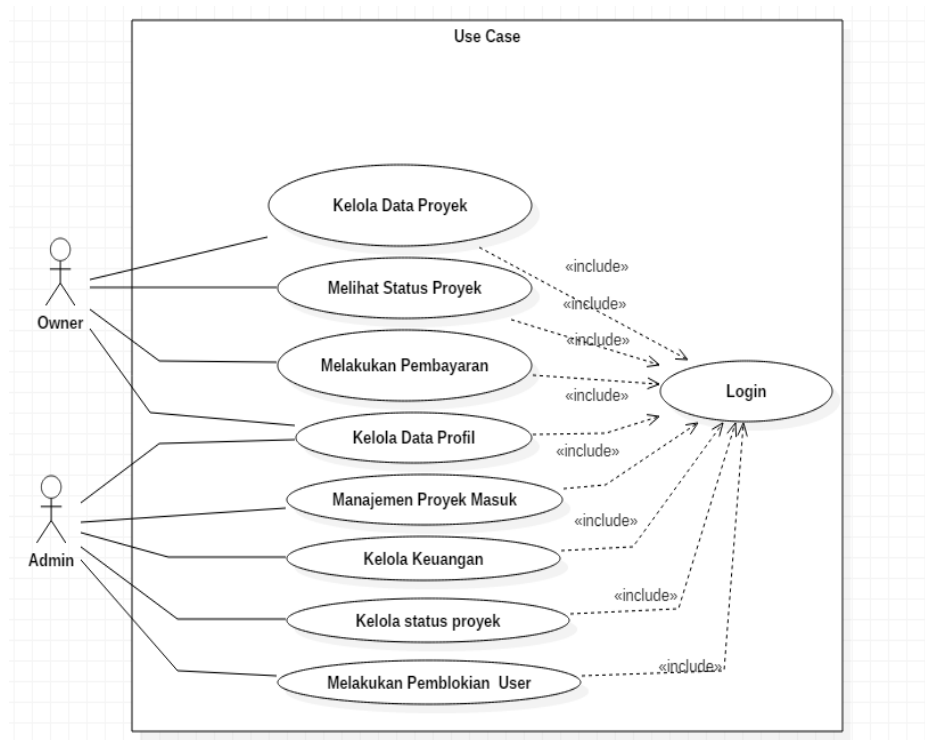 Use Case
Kelola Data Proyek
«include»
Melihat Status Proyek
«include»
Owner
«include»
Melakukan Pembayaran
Login
«include»
Kelola Data Profil
«include»
Manajemen Proyek Masuk
«include»
Admin
Kelola Keuangan
«include»
Kelola status proyek
«include»
Melakukan Pemblokian User